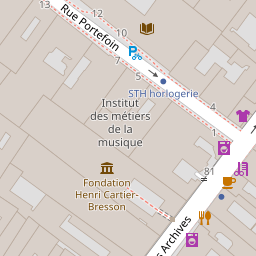 13
12
10
Rue Portefoin
7
5
STH horlogerie
4
1
Institut
des métiers
de la
musique
81
Fondation
Henri Cartier-
Bresson
s Archives